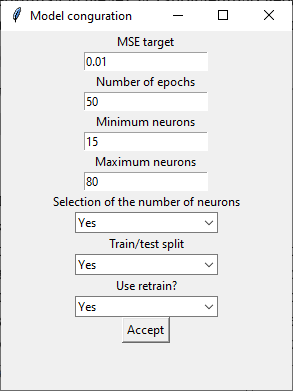 Model conguration
MSE target
0.01
Number of epochs
50
Minimum neurons
15
Maximum neurons
80
Selection of the number of neurons
Yes
Train/test split
Yes
Use retrain?
Yes
Accept